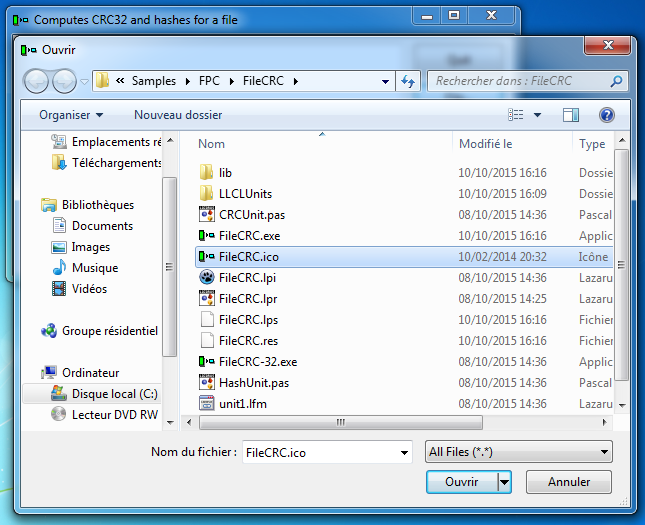 Computes CRC32 and hashes for a file
Ouvrir
« Samples FPC FileCRC
Rechercher dans : FileCRC
Organiser Nouveau dossier
Emplacements ré
Téléchargements
Bibliothèques
Documents
Images
Musique
Vidéos
Groupe résidentiel
Ordinateur
Disque local (C:)
Lecteur DVD RW
Nom Modifié le Type
lib 10/10/2015 16:16 Dossie
LLCLUnits 10/10/2015 16:09 Dossie
CRCUnit.pas 08/10/2015 14:36 Pascal
FileCRC.exe 10/10/2015 16:16 Applic
FileCRC.ico 10/02/2014 20:32 Icône
FileCRC.lpi 08/10/2015 14:36 Lazaru
FileCRC.lpr 08/10/2015 14:25 Lazaru
FileCRC.lps 10/10/2015 16:16 Fichier
FileCRC.res 10/10/2015 16:16 Fichier
FileCRC-32.exe 08/10/2015 14:36 Applic
HashUnit.pas 08/10/2015 14:36 Pascal
unit1.lfm 08/10/2015 14:36 Lazaru
Nom du fichier : FileCRC.ico All Files (*.*)
Ouvrir Annuler